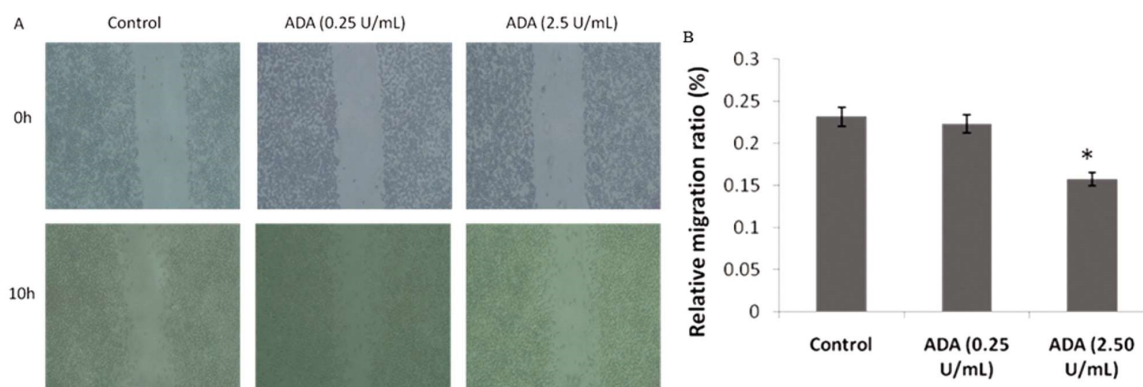 A
Control
ADA (0.25 U/mL)
ADA (2.5 U/mL)
0h
10h
B
Relative migration ratio (%)
0.3
0.25
0.2
0.15
0.1
0.05
0
*
Control
ADA (0.25
U/mL)
ADA (2.50
U/mL)